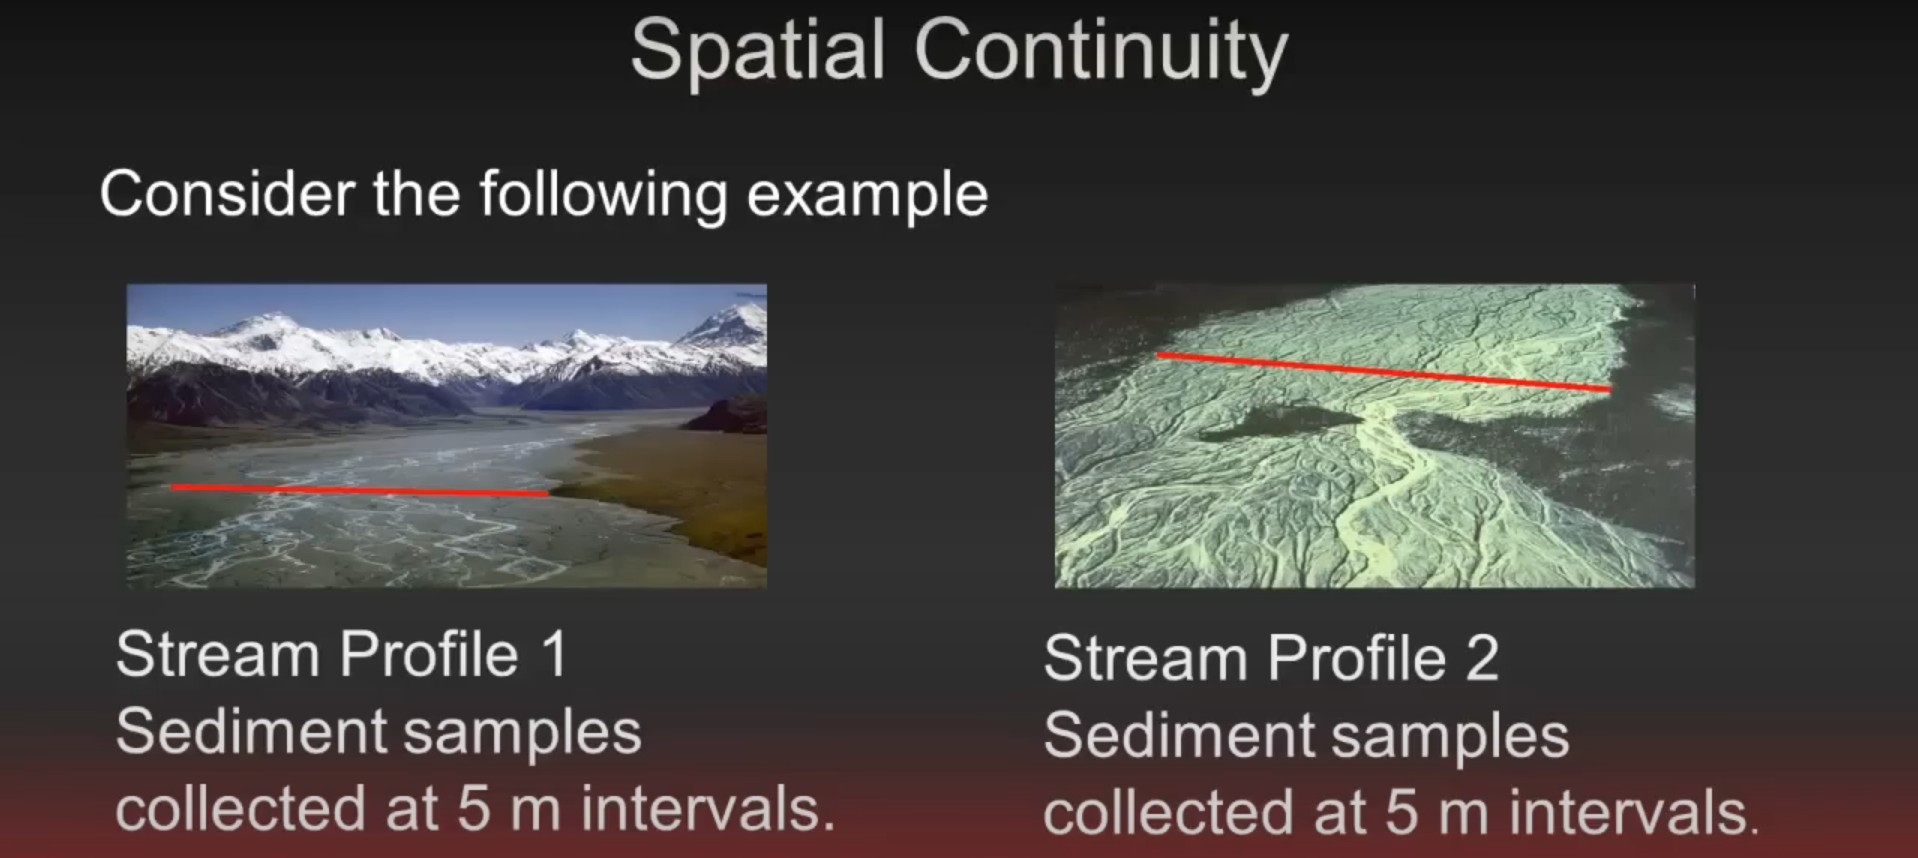 Spatial Continuity
Consider the following example
Stream Profile 1
Sediment samples
collected at 5 m intervals.
Stream Profile 2
Sediment samples
collected at 5 m intervals.